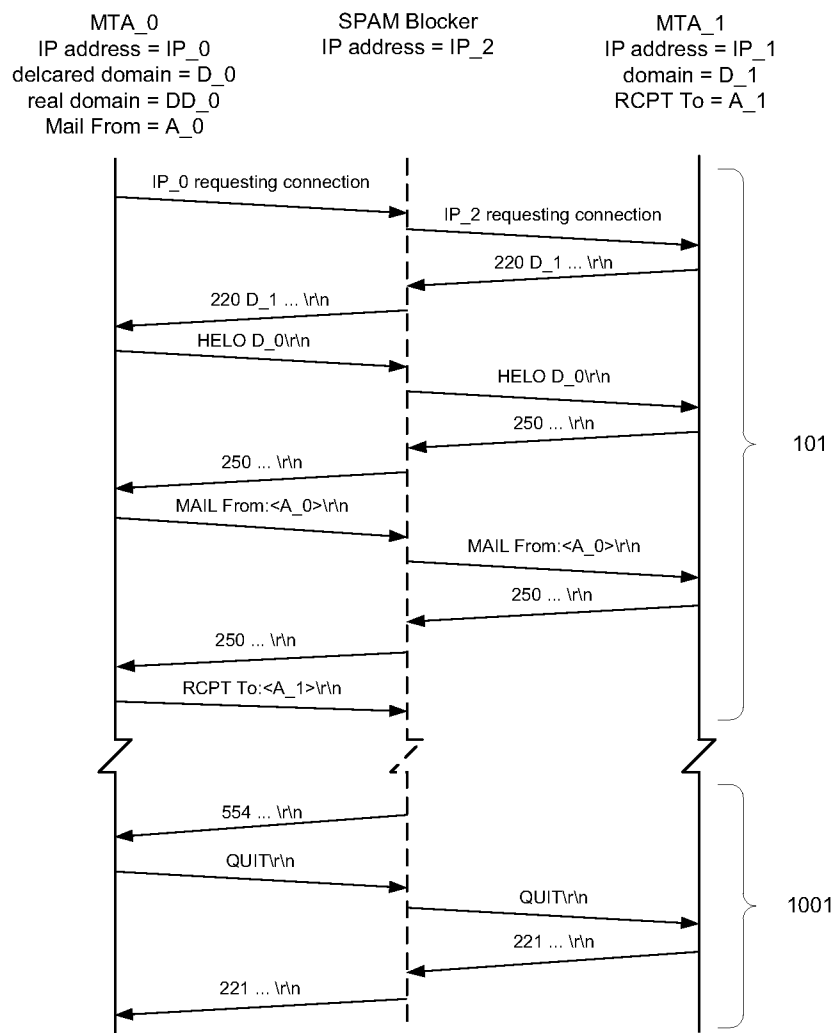 MTA_0
IP address = IP_0
delcared domain = D_0
real domain = DD_0
Mail From = A_0
SPAM Blocker
IP address = IP_2
MTA_1
IP address = IP_1
domain = D_1
RCPT To = A_1
IP_0 requesting connection
IP_2 requesting connection
220 D_1 ... \r\n
220 D_1 ... \r\n
HELO D_0\r\n
HELO D_0\r\n
250 ... \r\n
250 ... \r\n
MAIL From:<A_0>\r\n
MAIL From:<A_0>\r\n
250 ... \r\n
250 ... \r\n
RCPT To:<A_1>\r\n
101
554 ... \r\n
QUIT\r\n
QUIT\r\n
221 ... \r\n
221 ... \r\n
1001